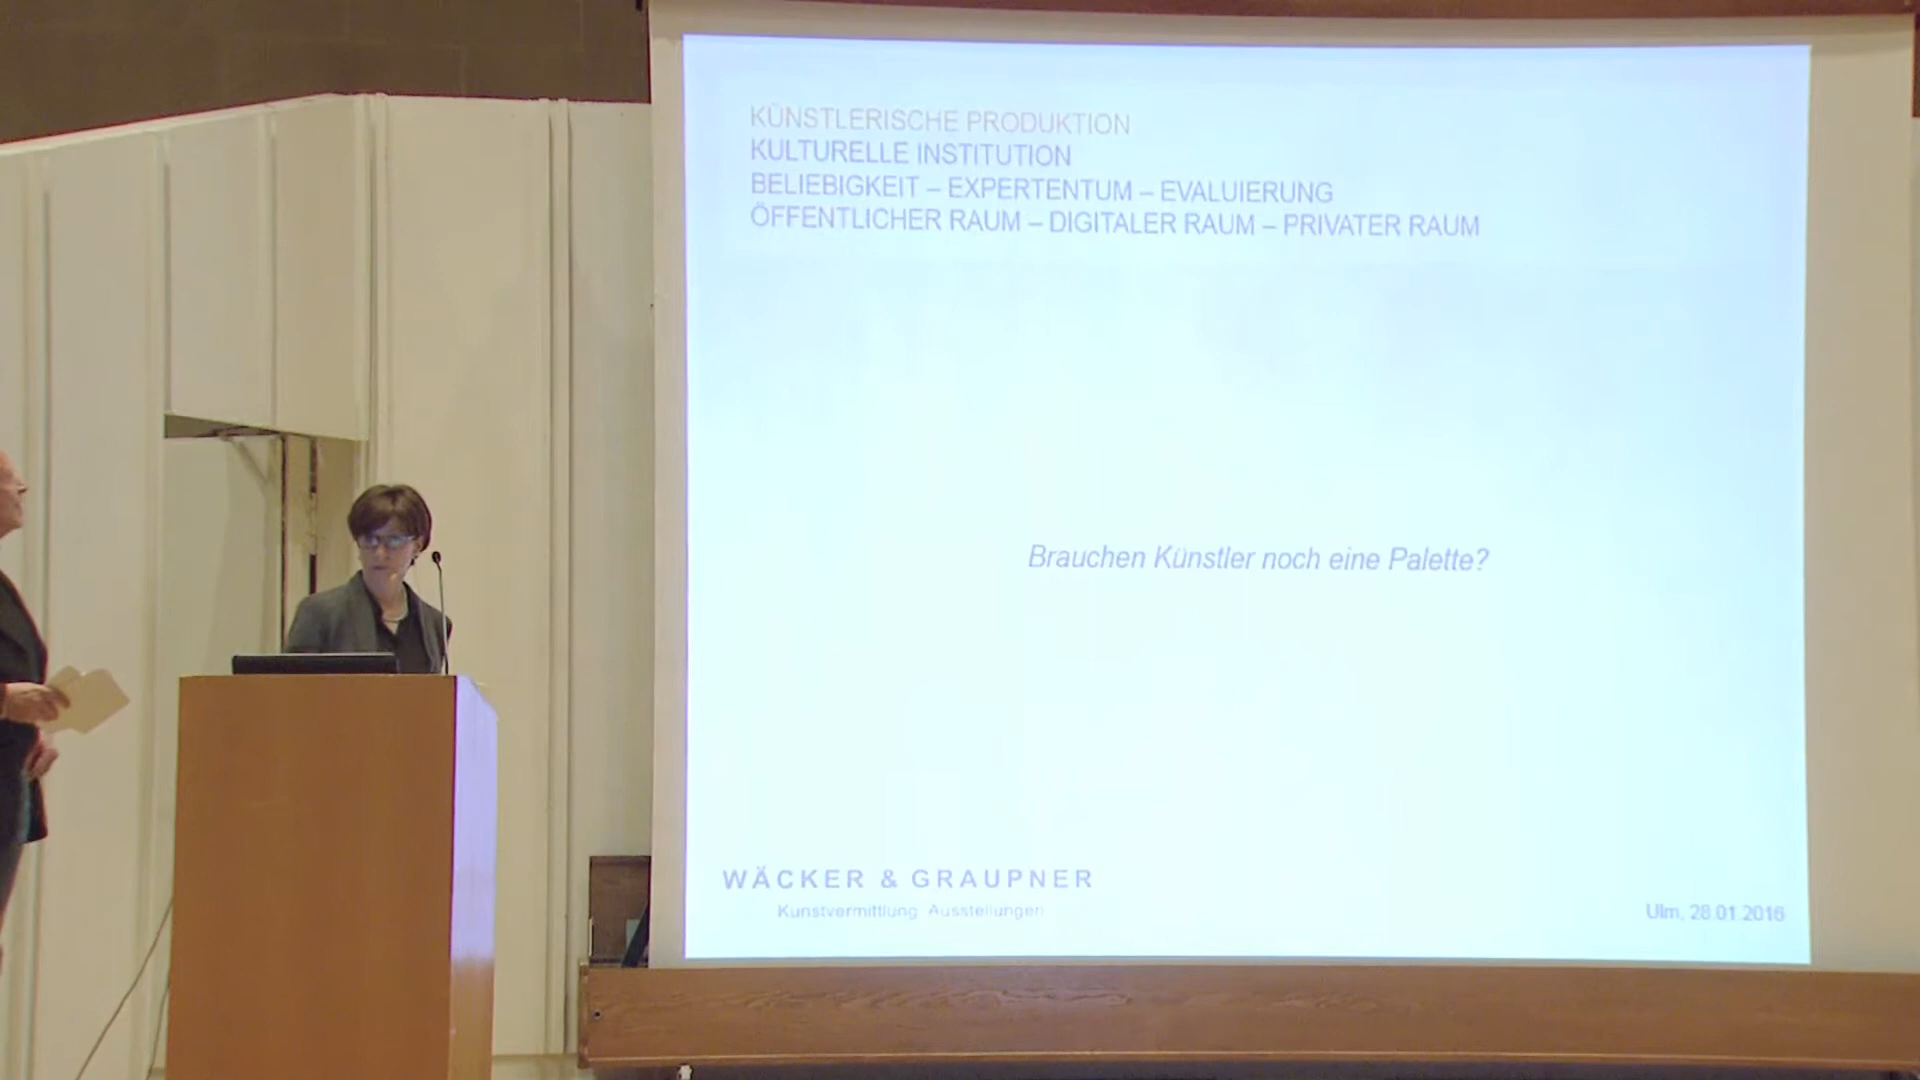 KÜNSTLERISCHE PRODUKTION
KULTURELLE INSTITUTION
BELIEBIGKEIT – EXPERTENTUM – EVALUIERUNG
ÖFFENTLICHER RAUM – DIGITALER RAUM – PRIVATER RAUM
Brauchen Künstler noch eine Palette?
WÄCKER & GRAUPNER
Kunstvermittlung Ausstellungen
Ulm, 28.01.2016